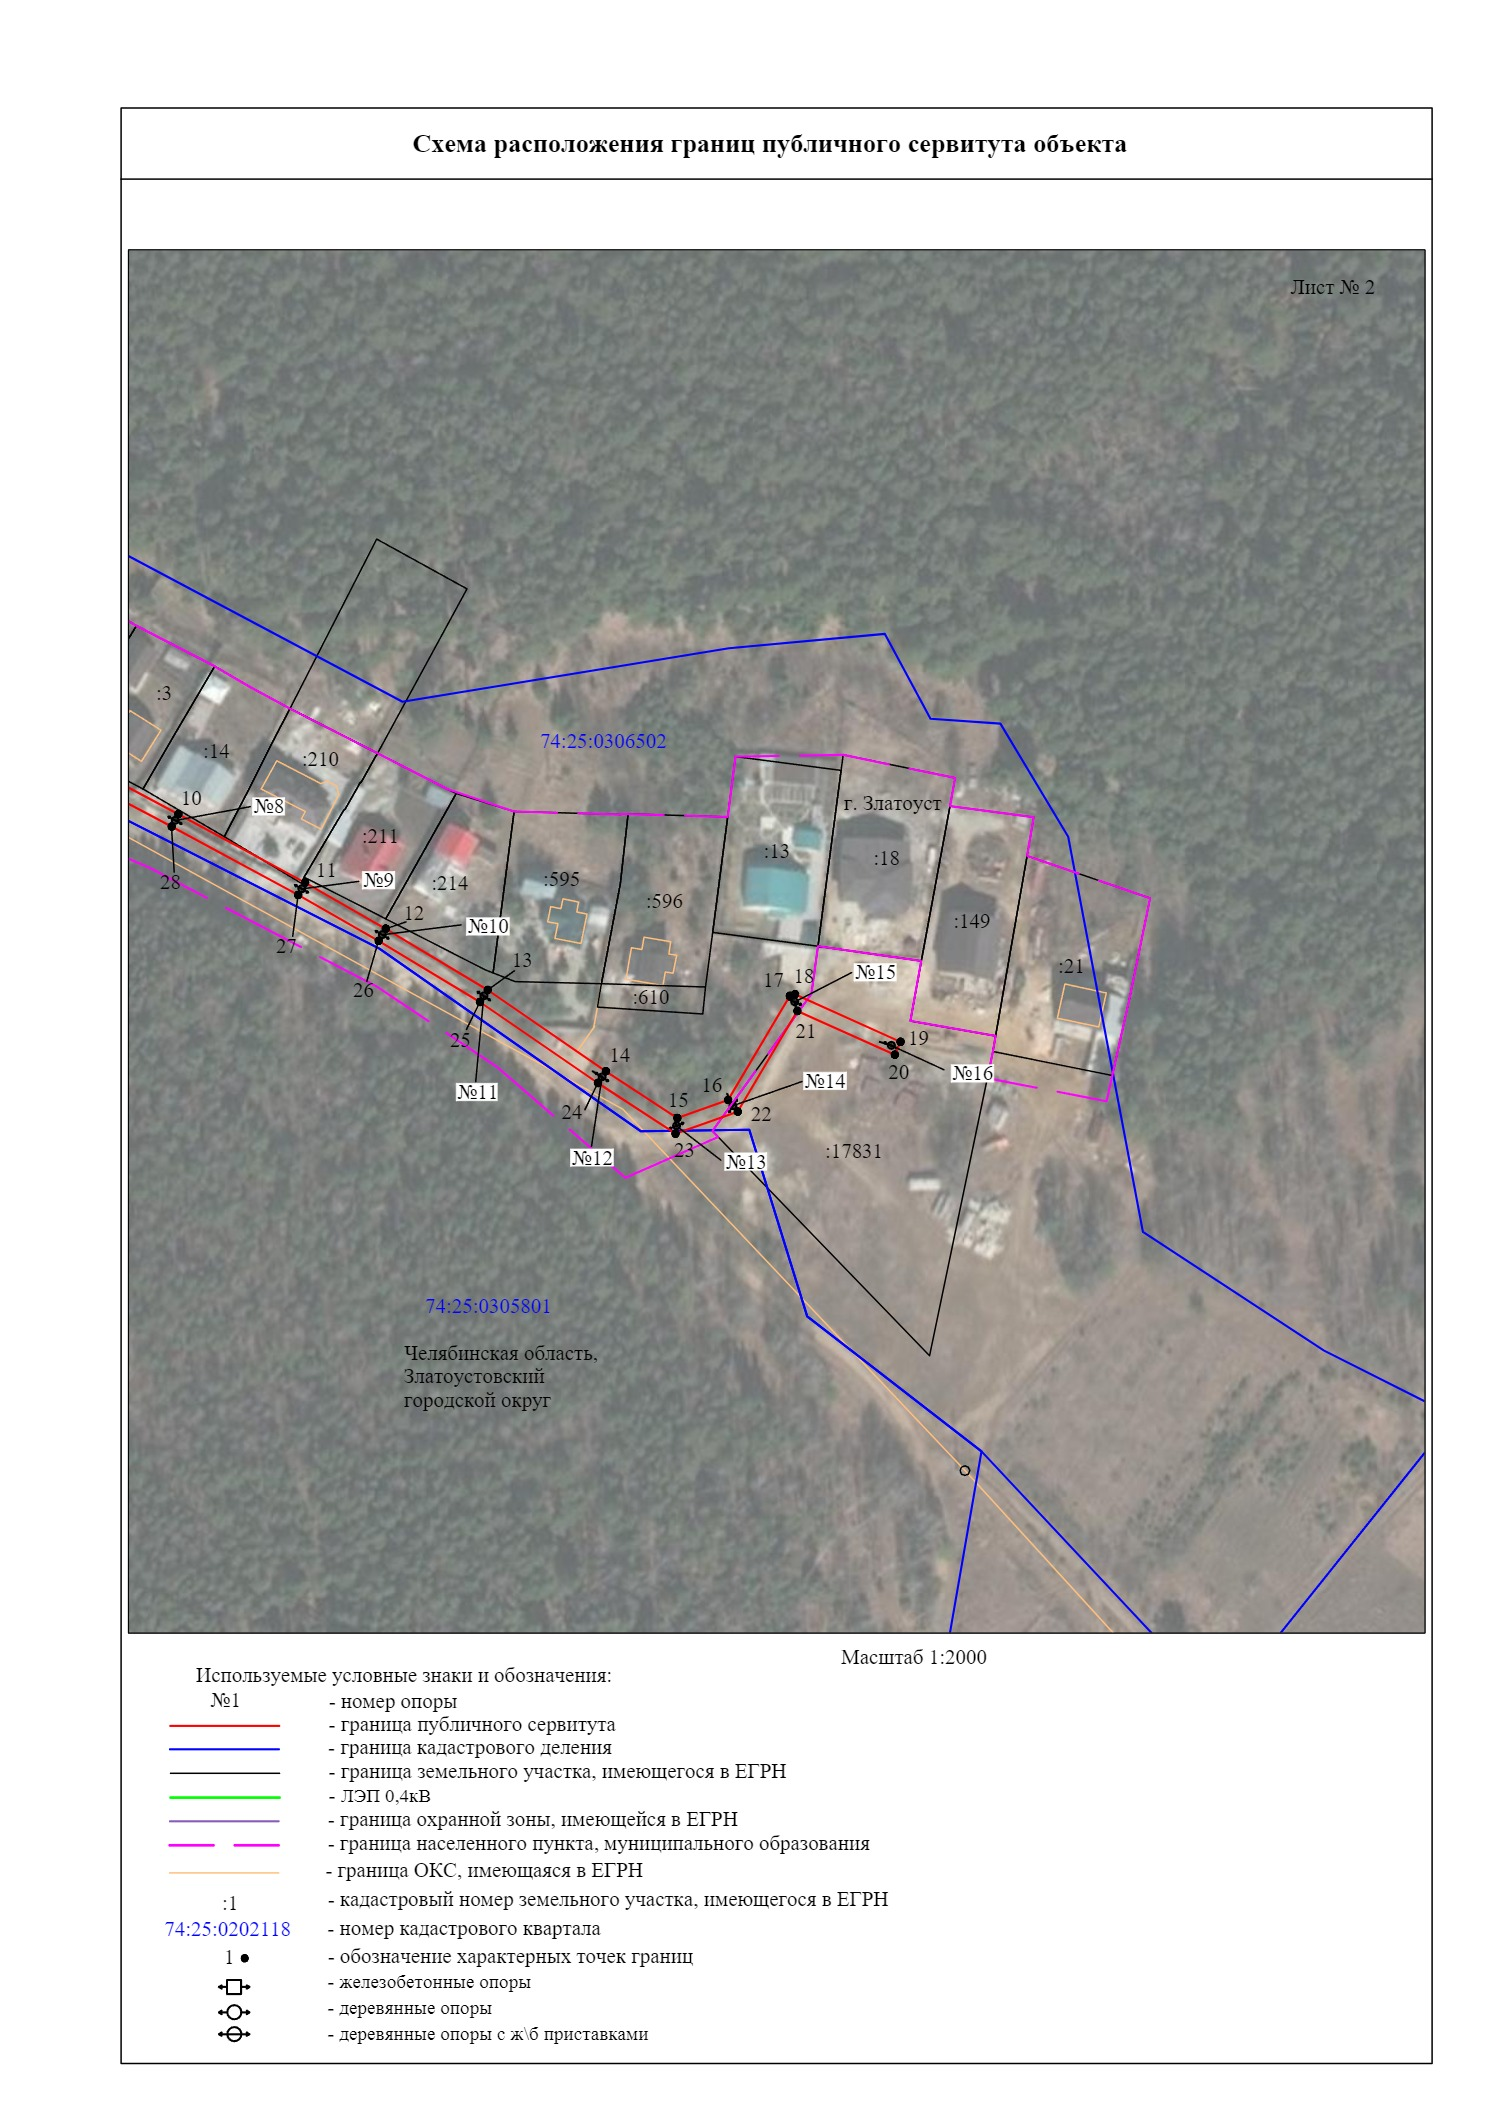 Схема расположения границ публичного сервитута объекта
Лист № 2
:3
:14
:210
74:25:0306502
10
№8
г. Златоуст
:211
:13
:18
28
11
№9
:214
:595
:596
12
№10
:149
27
26
13
:610
17
18
№15
:21
25
14
21
19
20
№16
№11
16
№14
24
15
22
№12
23
№13
:17831
74:25:0305801
Челябинская область,
Златоустовский
городской округ
Масштаб 1:2000
Используемые условные знаки и обозначения:
№1 - номер опоры
- граница публичного сервитута
- граница кадастрового деления
- граница земельного участка, имеющегося в ЕГРН
- ЛЭП 0,4кВ
- граница охранной зоны, имеющейся в ЕГРН
- граница населенного пункта, муниципального образования
- граница ОКС, имеющаяся в ЕГРН
:1 - кадастровый номер земельного участка, имеющегося в ЕГРН
74:25:0202118 - номер кадастрового квартала
1 - обозначение характерных точек границ
- железобетонные опоры
- деревянные опоры
- деревянные опоры с ж\б приставками